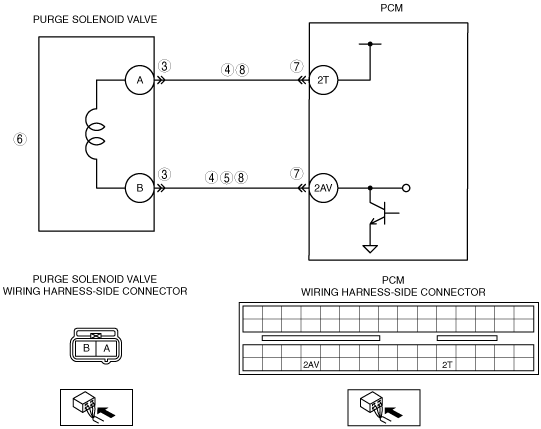 PURGE SOLENOID VALVE
PCM
A
③
④⑧
⑦
2T
⑥
B
③
④⑤⑧
⑦
2AV
PURGE SOLENOID VALVE
WIRING HARNESS-SIDE CONNECTOR
PCM
WIRING HARNESS-SIDE CONNECTOR
B A
2AV 2T